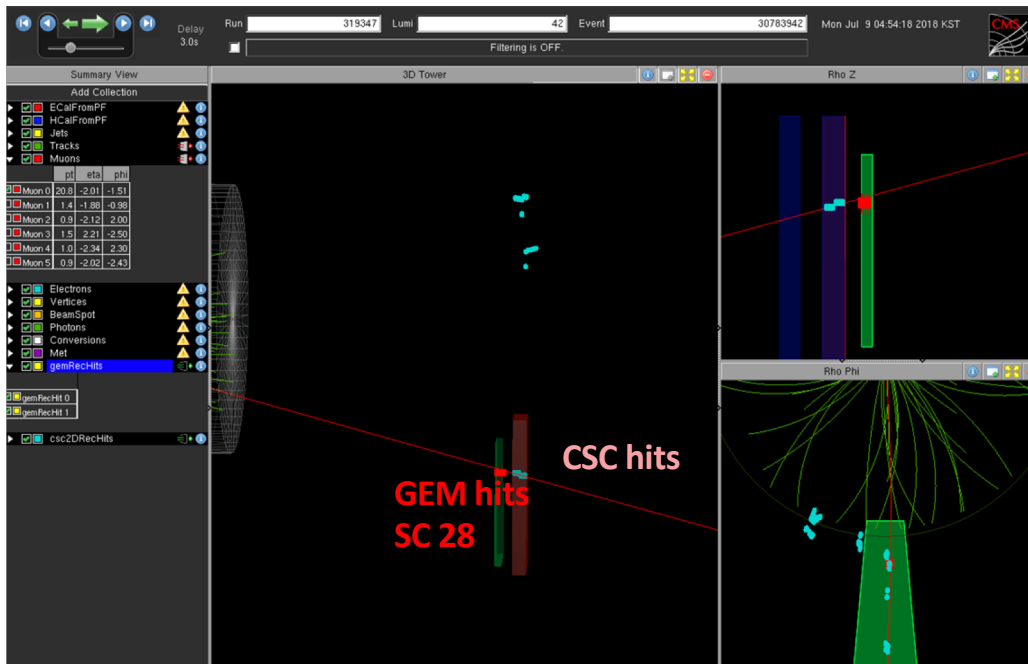 Delay
3.0s
Run 319347 Lumi 42 Event 30783942 Mon Jul 9 04:54:18 2018 KST
Filtering is OFF.
CMS
Summary View
Add Collection
ECalFromPF
HCalFromPF
Jets
Tracks
Muons
pt eta phi
Muon 0 20.8 -2.01 -1.51
Muon 1 1.4 -1.88 -0.98
Muon 2 0.9 -2.12 2.00
Muon 3 1.5 2.21 -2.50
Muon 4 1.0 -2.34 2.30
Muon 5 0.9 -2.02 -2.43
Electrons
Vertices
BeamSpot
Photons
Conversions
Met
gemRecHits
gemRecHit 0
gemRecHit 1
csc2DRecHits
3D Tower
CSC hits
GEM hits
SC 28
Rho Z
Rho Phi